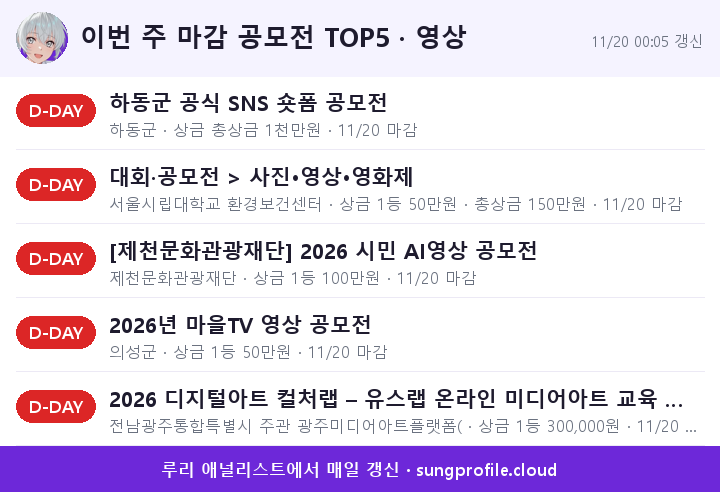 이번 주 마감 공모전 TOP5 · 영상
11/20 00:05 갱신
D-DAY
하동군 공식 SNS 숏폼 공모전
하동군 · 상금 총상금 1천만원 · 11/20 마감
D-DAY
대회·공모전 > 사진•영상•영화제
서울시립대학교 환경보건센터 · 상금 1등 50만원 · 총상금 150만원 · 11/20 마감
D-DAY
[제천문화관광재단] 2026 시민 AI영상 공모전
제천문화관광재단 · 상금 1등 100만원 · 11/20 마감
D-DAY
2026년 마을TV 영상 공모전
의성군 · 상금 1등 50만원 · 11/20 마감
D-DAY
2026 디지털아트 컬처랩 – 유스랩 온라인 미디어아트 교육 ...
전남광주통합특별시 주관 광주미디어아트플랫폼( · 상금 1등 300,000원 · 11/20 ...
루리 애널리스트에서 매일 갱신 · sungprofile.cloud